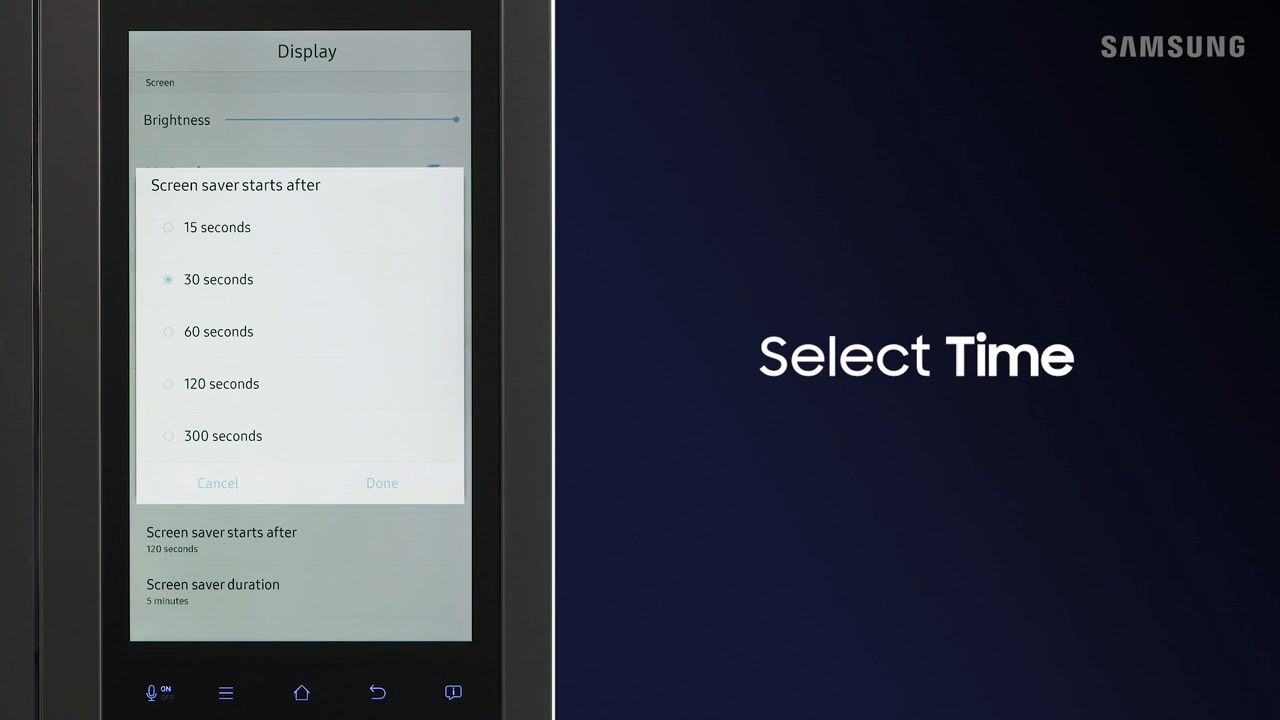 Display
Screen
Brightness
Screen saver starts after
15 seconds
30 seconds
60 seconds
120 seconds
300 seconds
Cancel
Done
Screen saver starts after
120 seconds
Screen saver duration
5 minutes
ON
OFF
SAMSUNG
Select Time